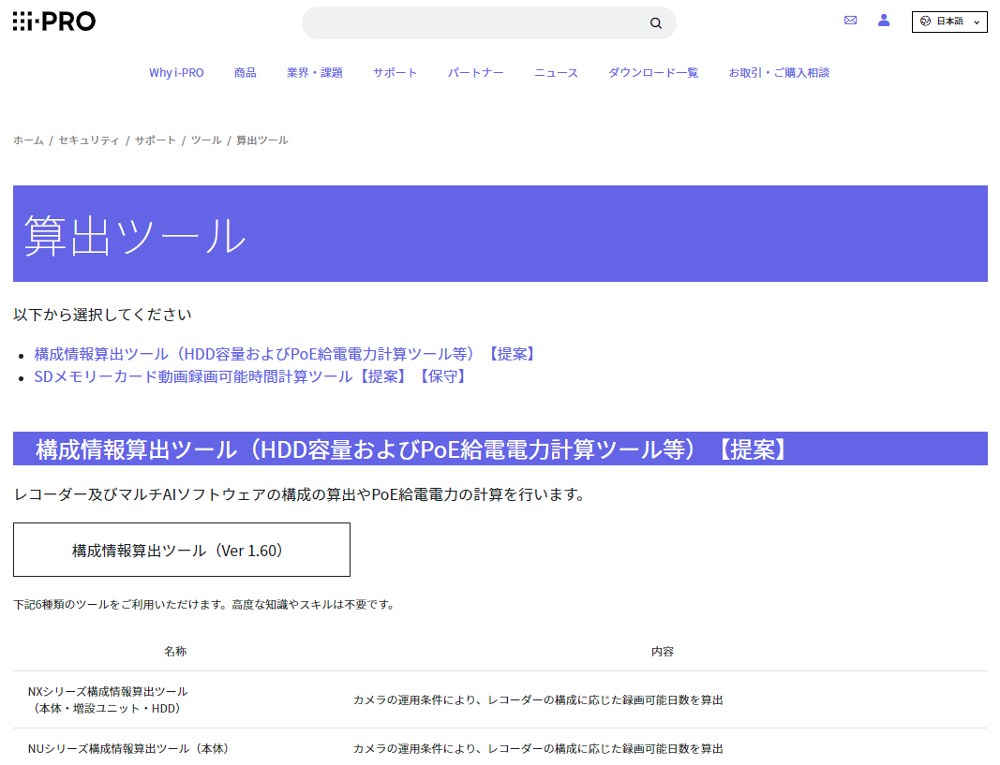 i-PRO
日本語
Why i-PRO 商品 業界・課題 サポート パートナー ニュース ダウンロード一覧 お取引・ご購入相談
ホーム / セキュリティ / サポート / ツール / 算出ツール
算出ツール
以下から選択してください
構成情報算出ツール（HDD容量およびPoE給電電力計算ツール等）【提案】
SDメモリーカード動画録画可能時間計算ツール【提案】【保守】
構成情報算出ツール（HDD容量およびPoE給電電力計算ツール等）【提案】
レコーダー及びマルチAIソフトウェアの構成の算出やPoE給電電力の計算を行います。
構成情報算出ツール（Ver 1.60）
下記6種類のツールをご利用いただけます。高度な知識やスキルは不要です。
名称 内容
NXシリーズ構成情報算出ツール
（本体・増設ユニット・HDD） カメラの運用条件により、レコーダーの構成に応じた録画可能日数を算出
NUシリーズ構成情報算出ツール（本体） カメラの運用条件により、レコーダーの構成に応じた録画可能日数を算出